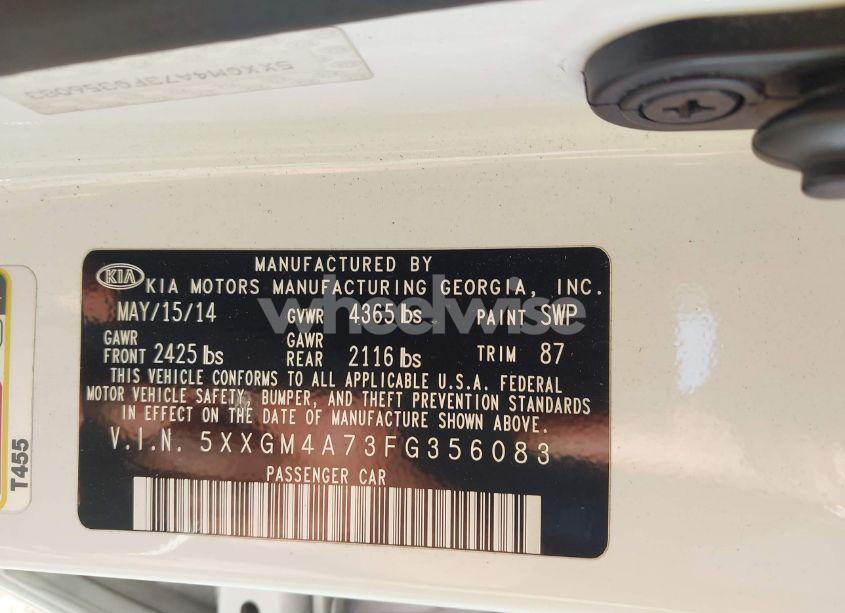 5XXGM4A73FG356083
KIA
MANUFACTURED BY
KIA MOTORS MANUFACTURING GEORGIA, INC.
MAY/15/14 GVWR 4365 lbs PAINT SWP
GAWR FRONT 2425 lbs GAWR REAR 2116 lbs TRIM 87
THIS VEHICLE CONFORMS TO ALL APPLICABLE U.S.A. FEDERAL
MOTOR VEHICLE SAFETY, BUMPER, AND THEFT PREVENTION STANDARDS
IN EFFECT ON THE DATE OF MANUFACTURE SHOWN ABOVE.
V.I.N. 5XXGM4A73FG356083
PASSENGER CAR
T455
wheelwise